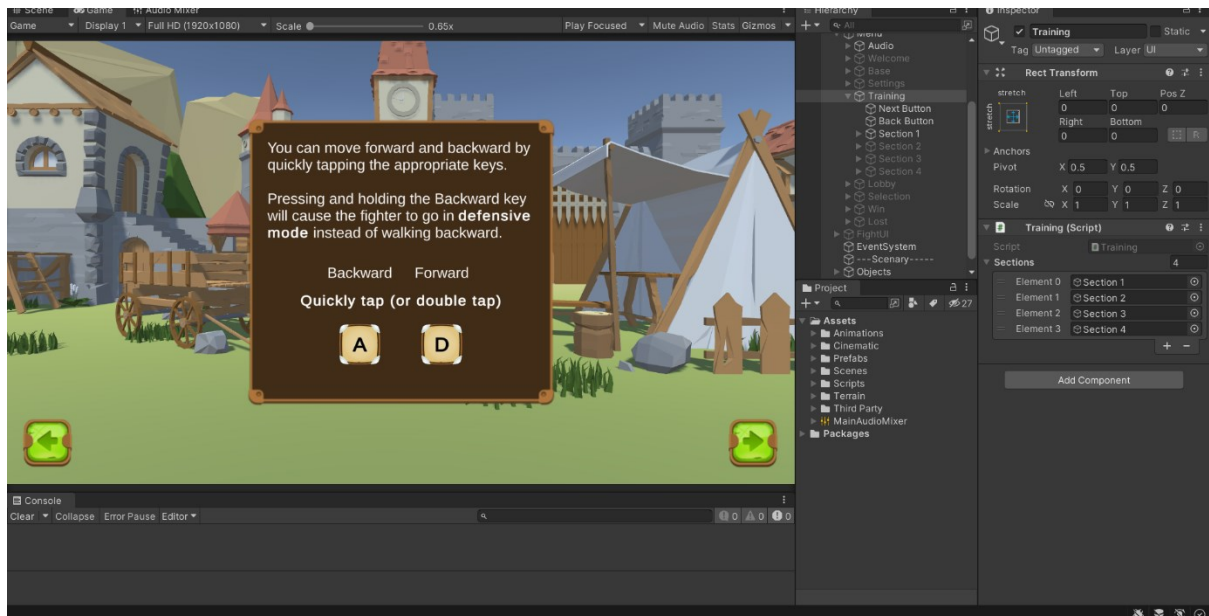 Scene Game Audio Mixer
Game Display 1 Full HD (1920x1080) Scale 0.65x Play Focused Mute Audio Stats Gizmos
You can move forward and backward by
quickly tapping the appropriate keys.
Pressing and holding the Backward key
will cause the fighter to go in defensive
mode instead of walking backward.
Backward Forward
Quickly tap (or double tap)
A D
Console
Clear Collapse Error Pause Editor 0 0 0
Hierarchy
All
Menu
Audio
Welcome
Base
Settings
Training
Next Button
Back Button
Section 1
Section 2
Section 3
Section 4
Lobby
Selection
Win
Lost
FightUI
EventSystem
---Scenary-----
Objects
Project
27
Assets
Animations
Cinematic
Prefabs
Scenes
Scripts
Terrain
Third Party
MainAudioMixer
Packages
Inspector
Training Static
Tag Untagged Layer UI
Rect Transform
stretch Left Top Pos Z
stretch 0 0 0
Right Bottom
0 0 R
Anchors
Pivot X 0.5 Y 0.5
Rotation X 0 Y 0 Z 0
Scale X 1 Y 1 Z 1
# Training (Script)
Script Training
Sections 4
Element 0 Section 1
Element 1 Section 2
Element 2 Section 3
Element 3 Section 4
+ −
Add Component